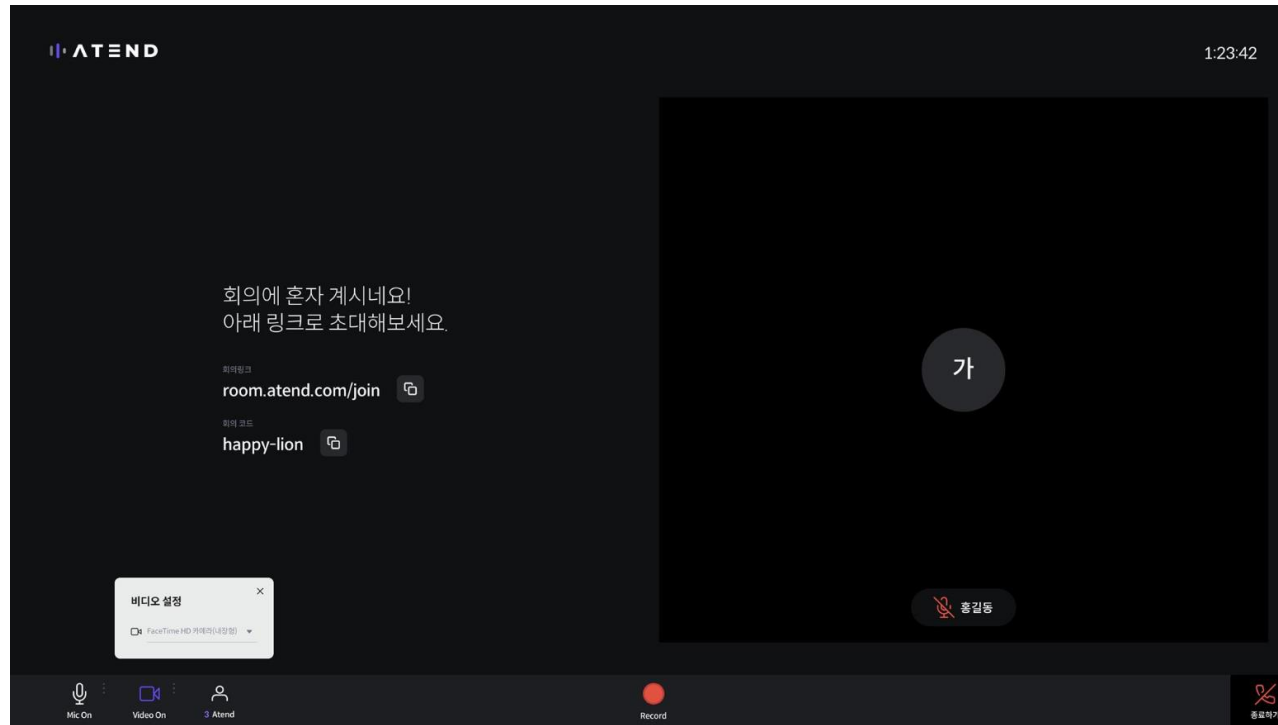 ATEND
1:23:42
회의에 혼자 계시네요!
아래 링크로 초대해보세요.
회의링크
room.atend.com/join
회의 코드
happy-lion
가
홍길동
비디오 설정
FaceTime HD 카메라(내장형)
Mic On
Video On
3 Atend
Record
종료하기